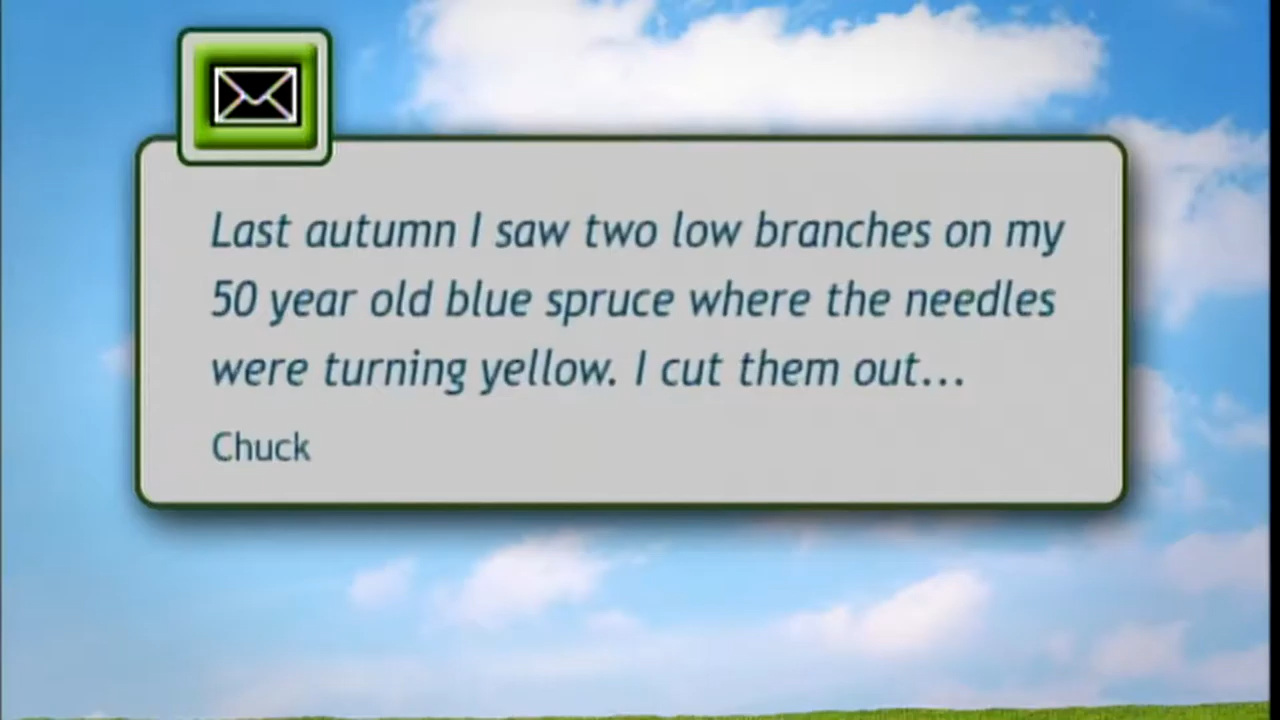 Last autumn I saw two low branches on my
50 year old blue spruce where the needles
were turning yellow. I cut them out...
Chuck